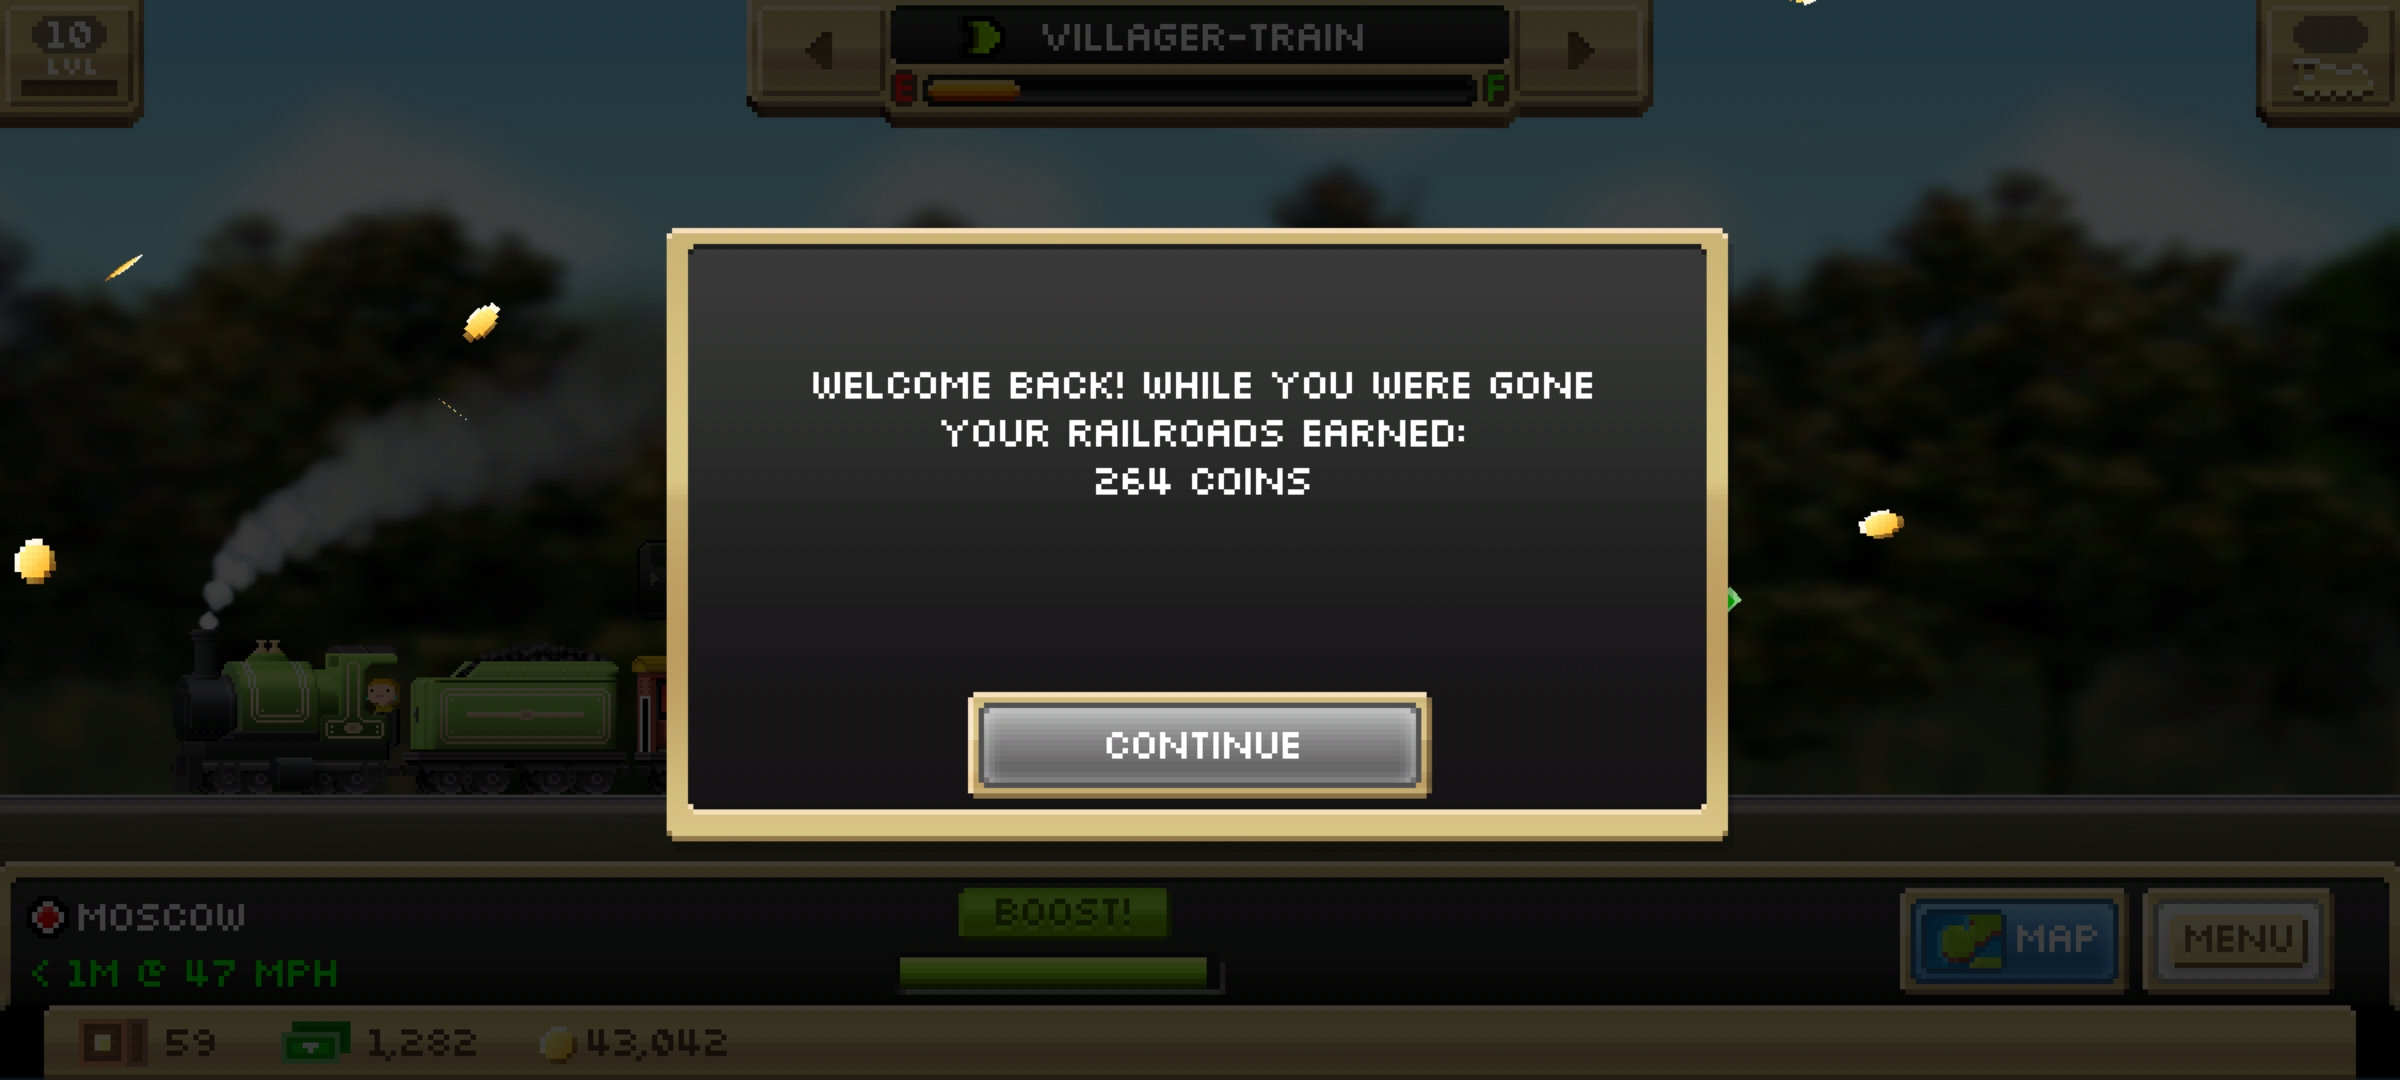 10
LVL
VILLAGER-TRAIN
E
F
WELCOME BACK! WHILE YOU WERE GONE
YOUR RAILROADS EARNED:
264 COINS
CONTINUE
MOSCOW
< 1M @ 47 MPH
BOOST!
MAP
MENU
59
1,282
43,042